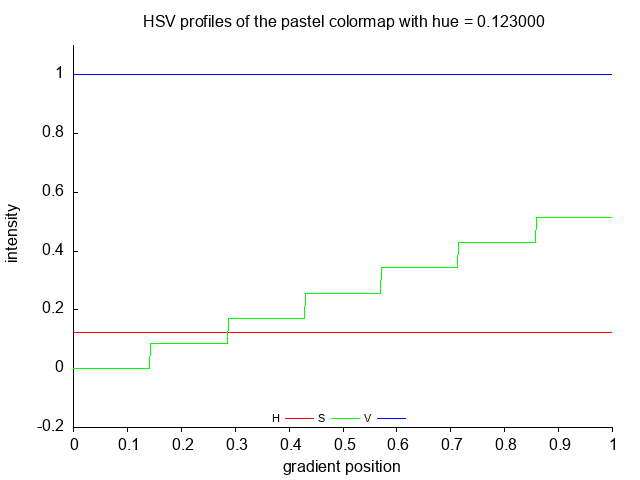 HSV profiles of the pastel colormap with hue = 0.123000
1
0.8
0.6
0.4
0.2
0
-0.2
intensity
H S V
0 0.1 0.2 0.3 0.4 0.5 0.6 0.7 0.8 0.9 1
gradient position